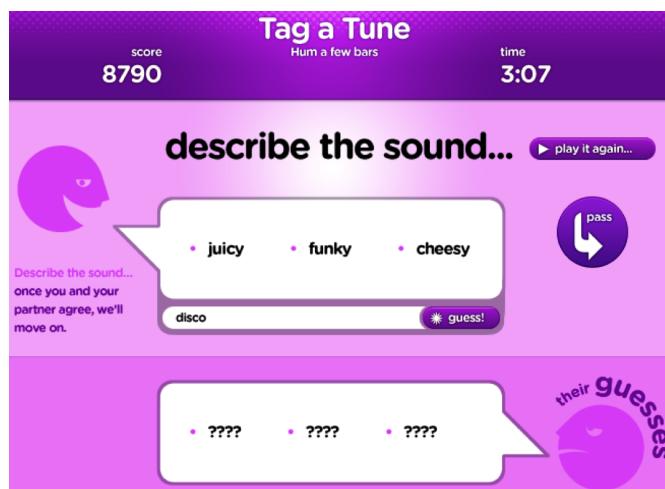 Tag a Tune
Hum a few bars
score
8790
time
3:07
describe the sound...
play it again...
pass
• juicy • funky • cheesy
Describe the sound...
once you and your
partner agree, we'll
move on.
disco
guess!
their guesses
• ???? • ???? • ????